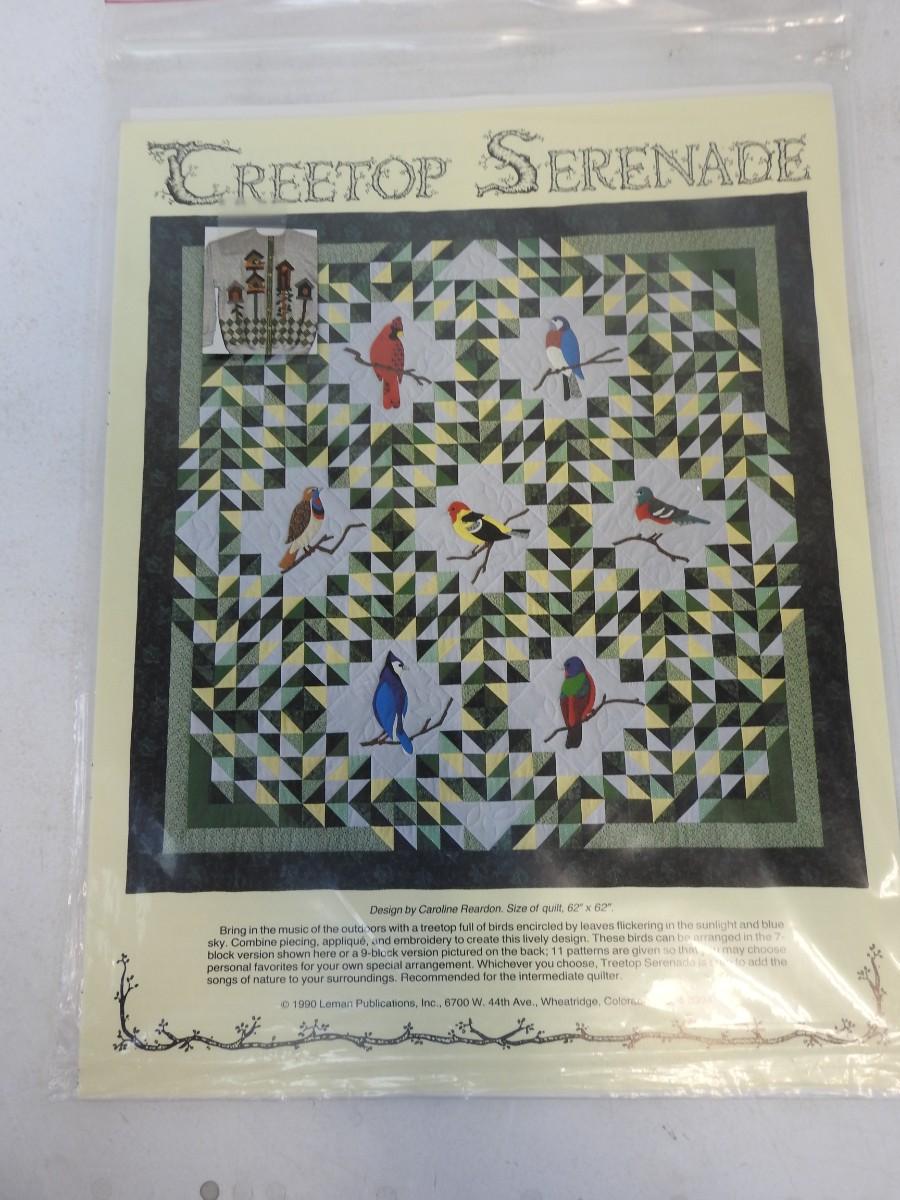 TREETOP SERENADE
Design by Caroline Reardon. Size of quilt, 62" x 62".
Bring in the music of the outdoors with a treetop full of birds encircled by leaves flickering in the sunlight and blue
sky. Combine piecing, appliqué, and embroidery to create this lively design. These birds can be arranged in the 7-
block version shown here or a 9-block version pictured on the back; 11 patterns are given so that you may choose
personal favorites for your own special arrangement. Whichever you choose, Treetop Serenade is to add the
songs of nature to your surroundings. Recommended for the intermediate quilter.
© 1990 Leman Publications, Inc., 6700 W. 44th Ave., Wheatridge,